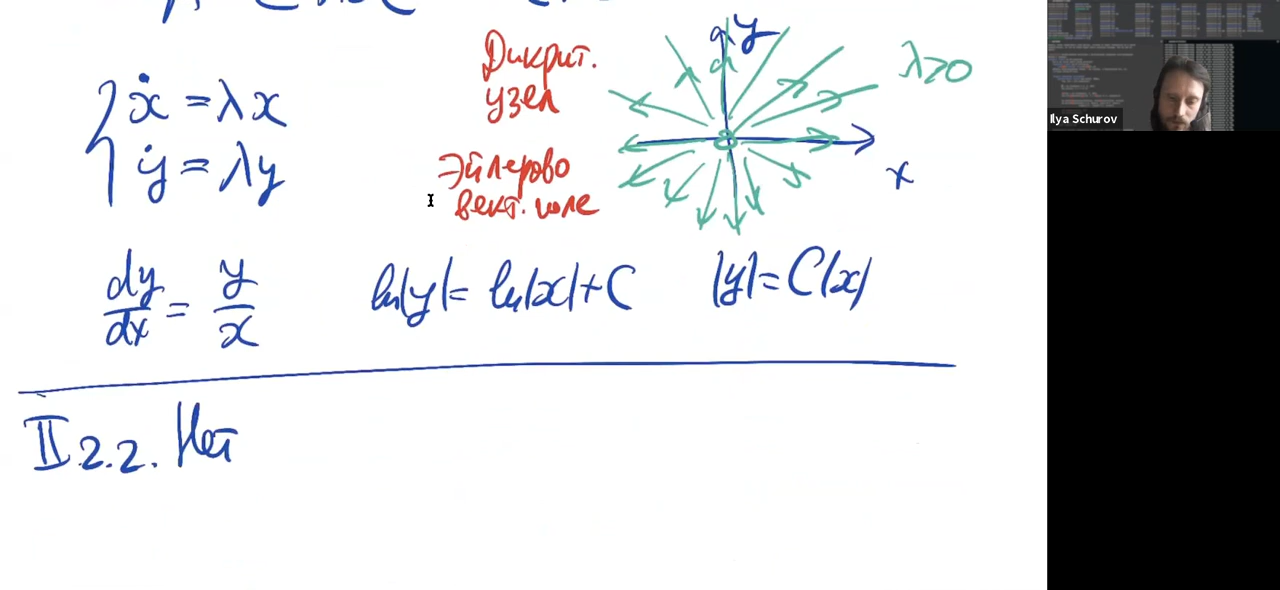 Дикрит.
узел
y
λ>0
ẋ = λx
ẏ = λy
Эйлерово
вект. поле
x
dy/dx = y/x
ln|y| = ln|x| + C
|y| = C|x|
II 2.2. Нет
Ilya Schurov